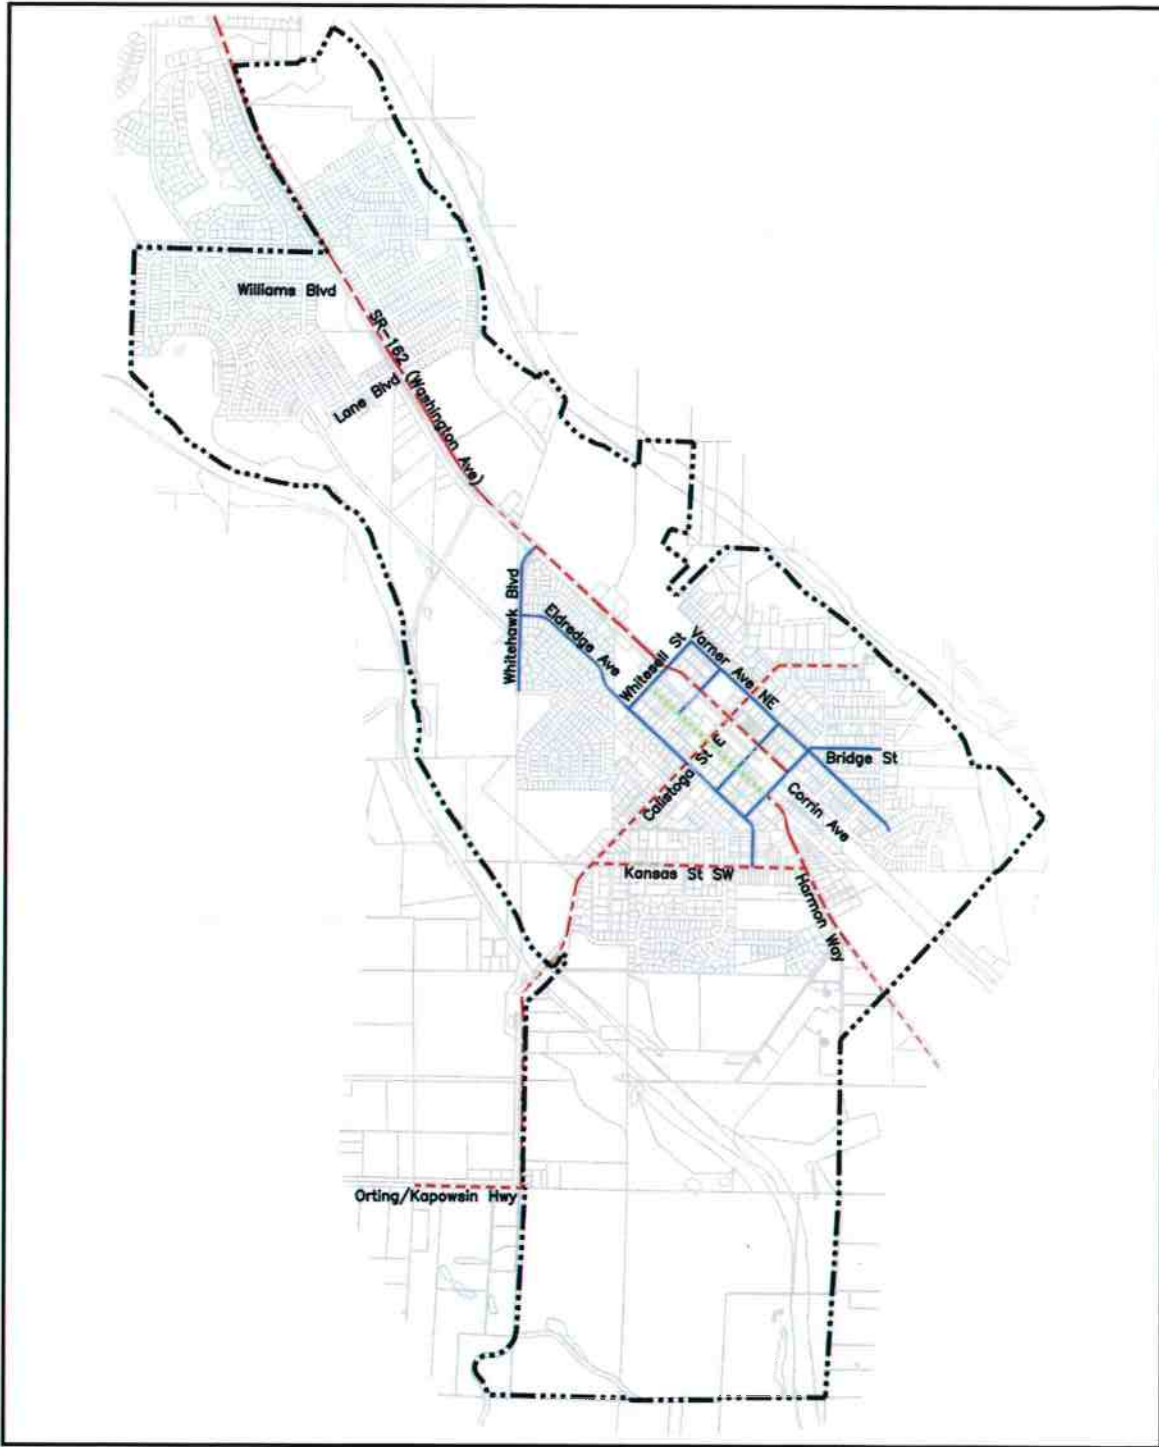 Williams Blvd
SR-162 (Washington Ave)
Lane Blvd
Whitehawk Blvd
Eldredge Ave
Whitesell St
Varner Ave NE
Bridge St
Calistoga St E
Corrin Ave
Kansas St SW
Harmon Way
Orting/Kapowsin Hwy